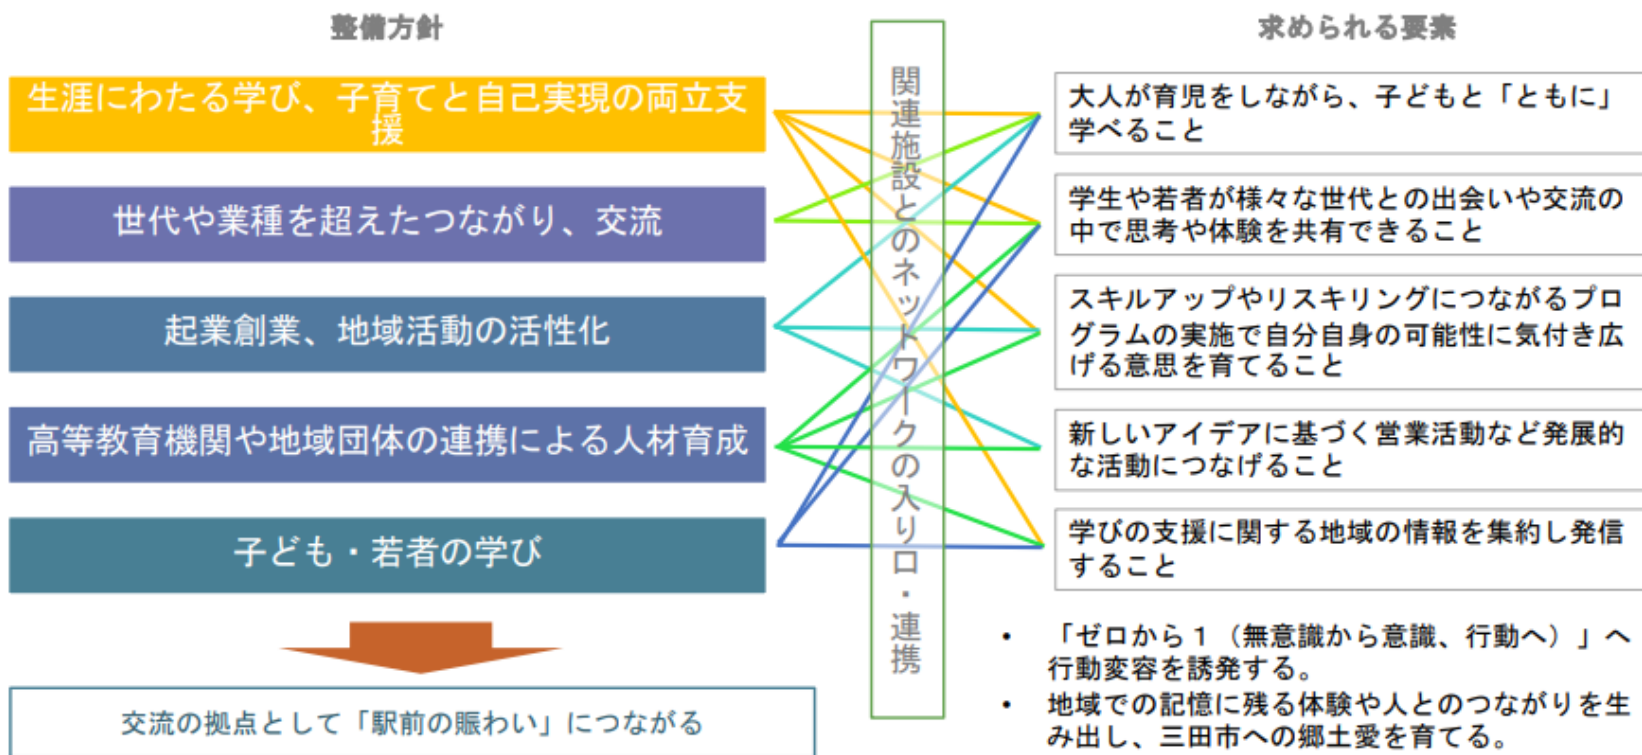 整備方針
生涯にわたる学び、子育てと自己実現の両立支
援
世代や業種を超えたつながり、交流
起業創業、地域活動の活性化
高等教育機関や地域団体の連携による人材育成
子ども・若者の学び
交流の拠点として「駅前の賑わい」につながる
関連施設とのネットワークの入り口・連携
求められる要素
大人が育児をしながら、子どもと「ともに」
学べること
学生や若者が様々な世代との出会いや交流の
中で思考や体験を共有できること
スキルアップやリスキリングにつながるプロ
グラムの実施で自分自身の可能性に気付き広
げる意思を育てること
新しいアイデアに基づく営業活動など発展的
な活動につなげること
学びの支援に関する地域の情報を集約し発信
すること
• 「ゼロから1（無意識から意識、行動へ）」へ
行動変容を誘発する。
• 地域での記憶に残る体験や人とのつながりを生
み出し、三田市への郷土愛を育てる。